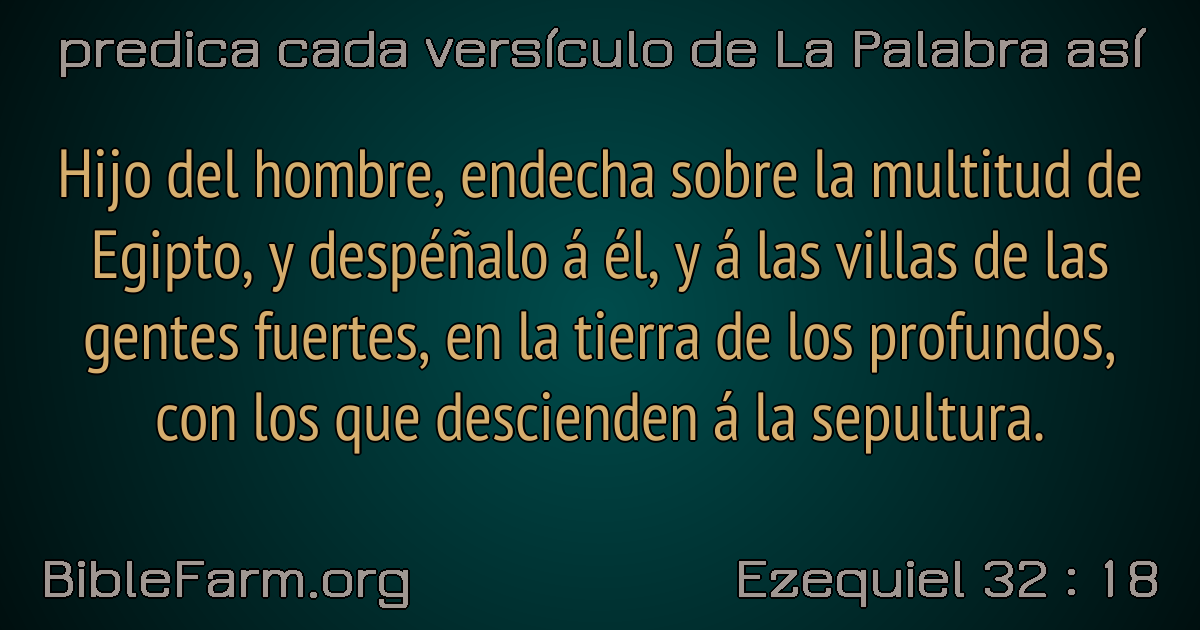 predica cada versículo de La Palabra así
Hijo del hombre, endecha sobre la multitud de
Egipto, y despéñalo á él, y á las villas de las
gentes fuertes, en la tierra de los profundos,
con los que descienden á la sepultura.
BibleFarm.org
Ezequiel 32 : 18